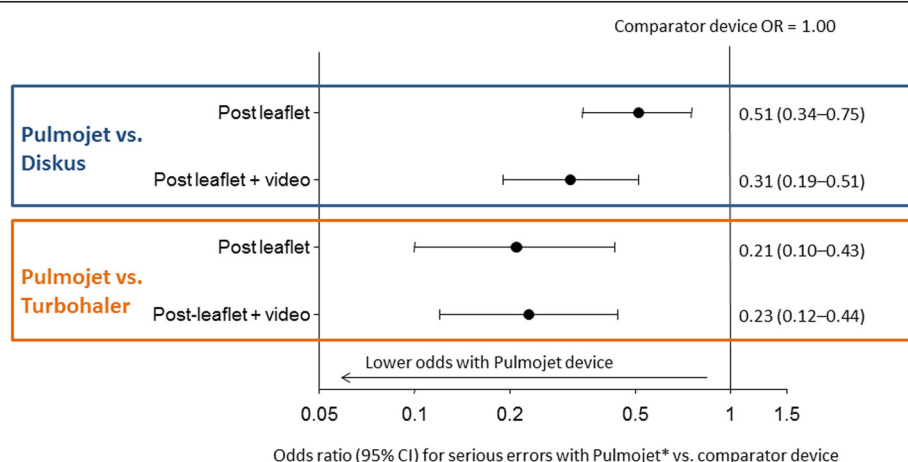 Comparator device OR = 1.00
Pulmojet vs.
Diskus
Post leaflet
0.51 (0.34–0.75)
Post leaflet + video
0.31 (0.19–0.51)
Pulmojet vs.
Turbohaler
Post leaflet
0.21 (0.10–0.43)
Post-leaflet + video
0.23 (0.12–0.44)
Lower odds with Pulmojet device
0.05 0.1 0.2 0.5 1 1.5
Odds ratio (95% CI) for serious errors with Pulmojet* vs. comparator device